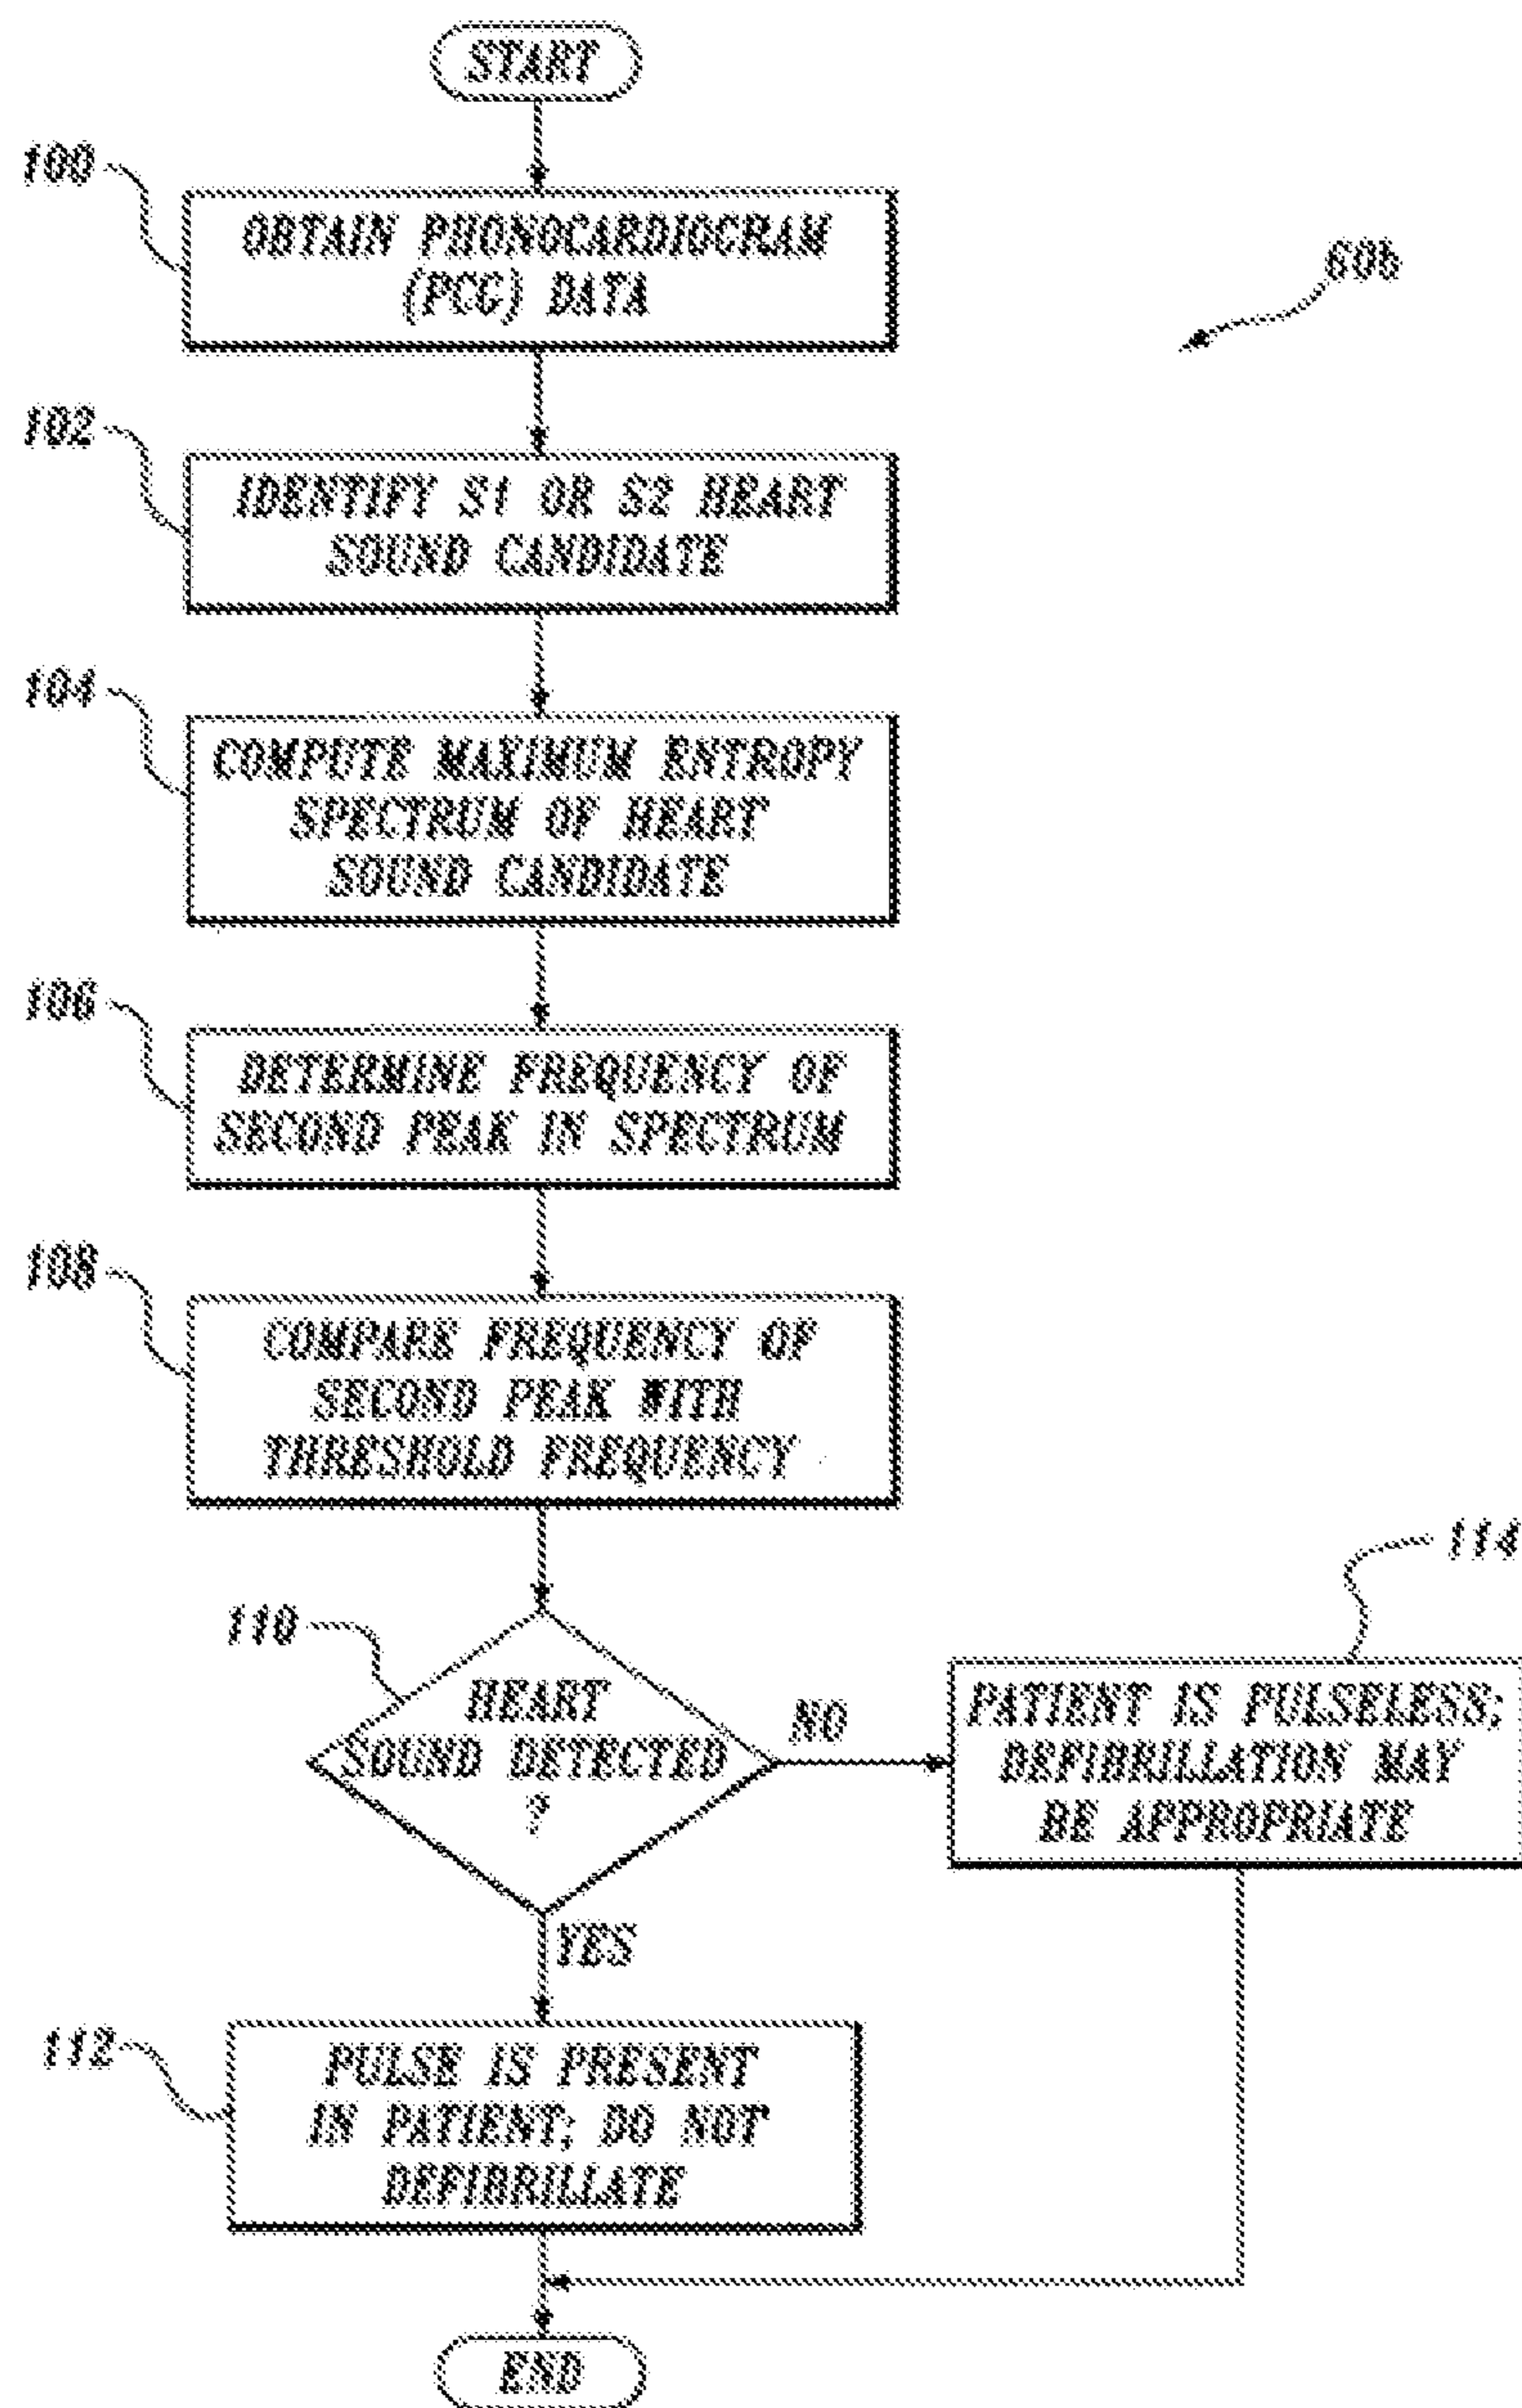 START
100
OBTAIN PHONOCARDIOGRAM
(PCG) DATA
60b
102
IDENTIFY S1 OR S2 HEART
SOUND CANDIDATE
104
COMPUTE MAXIMUM ENTROPY
SPECTRUM OF HEART
SOUND CANDIDATE
106
DETERMINE FREQUENCY OF
SECOND PEAK IN SPECTRUM
108
COMPARE FREQUENCY OF
SECOND PEAK WITH
THRESHOLD FREQUENCY
110
HEART
SOUND DETECTED
?
NO
114
PATIENT IS PULSELESS;
DEFIBRILLATION MAY
BE APPROPRIATE
YES
112
PULSE IS PRESENT
IN PATIENT; DO NOT
DEFIBRILLATE
END